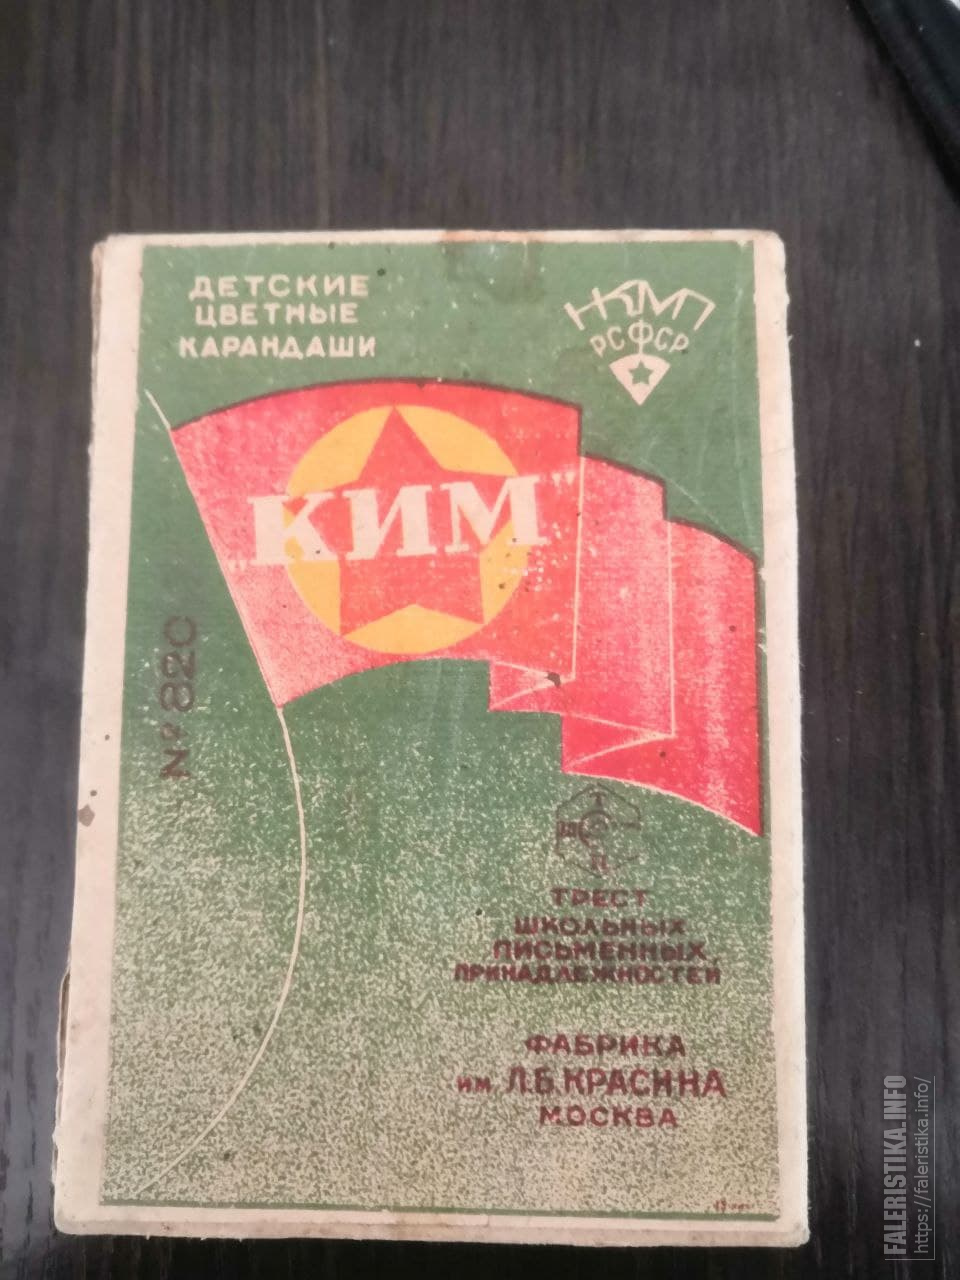 ДЕТСКИЕ
ЦВЕТНЫЕ
КАРАНДАШИ
НКМП
РСФСР
„КИМ"
№ 82С
Т
Ш
П
ТРЕСТ
ШКОЛЬНЫХ
ПИСЬМЕННЫХ
ПРИНАДЛЕЖНОСТЕЙ
ФАБРИКА
ИМ. Л.Б. КРАСИНА
МОСКВА
FALERISTIKA.INFO
https://faleristika.info/